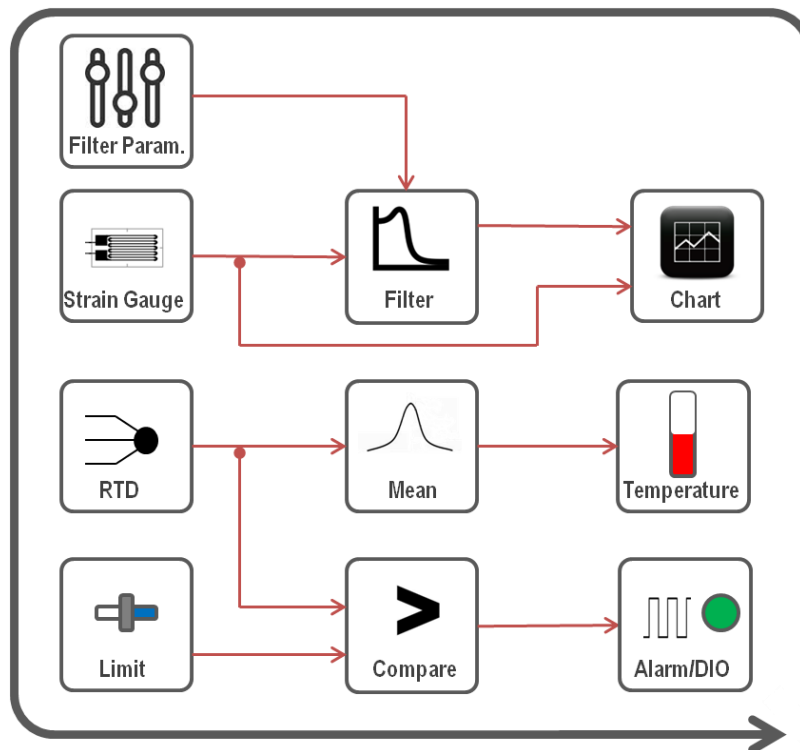 Filter Param.
Strain Gauge
Filter
Chart
RTD
Mean
Temperature
Limit
>
Compare
Alarm/DIO